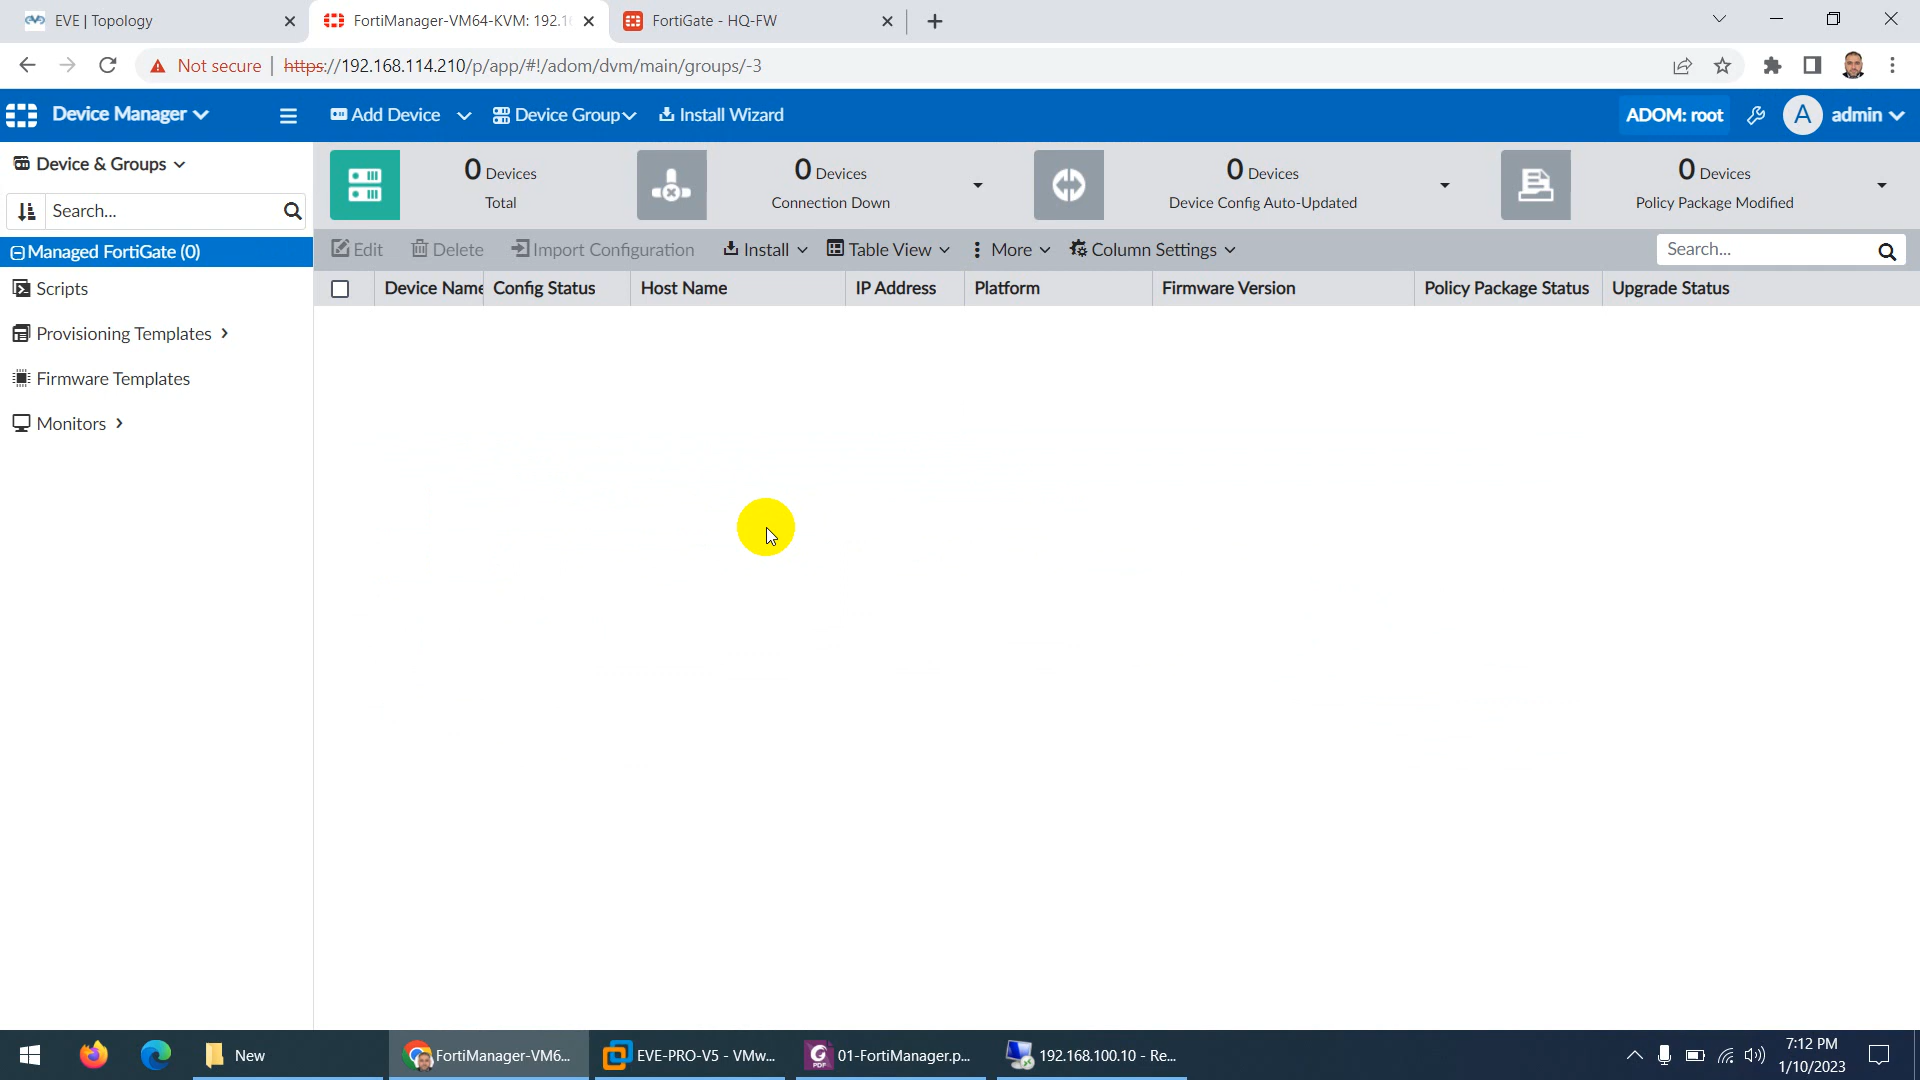 EVE | Topology
FortiManager-VM64-KVM: 192.1
FortiGate - HQ-FW
Not secure | https://192.168.114.210/p/app/#!/adom/dvm/main/groups/-3
Device Manager
Add Device
Device Group
Install Wizard
ADOM: root
A
admin
Device & Groups
Search...
Managed FortiGate (0)
Scripts
Provisioning Templates
Firmware Templates
Monitors
0 Devices
Total
0 Devices
Connection Down
0 Devices
Device Config Auto-Updated
0 Devices
Policy Package Modified
Edit
Delete
Import Configuration
Install
Table View
More
Column Settings
Search...
Device Name
Config Status
Host Name
IP Address
Platform
Firmware Version
Policy Package Status
Upgrade Status
New
FortiManager-VM6...
EVE-PRO-V5 - VMw...
PDF
01-FortiManager.p...
192.168.100.10 - Re...
7:12 PM
1/10/2023